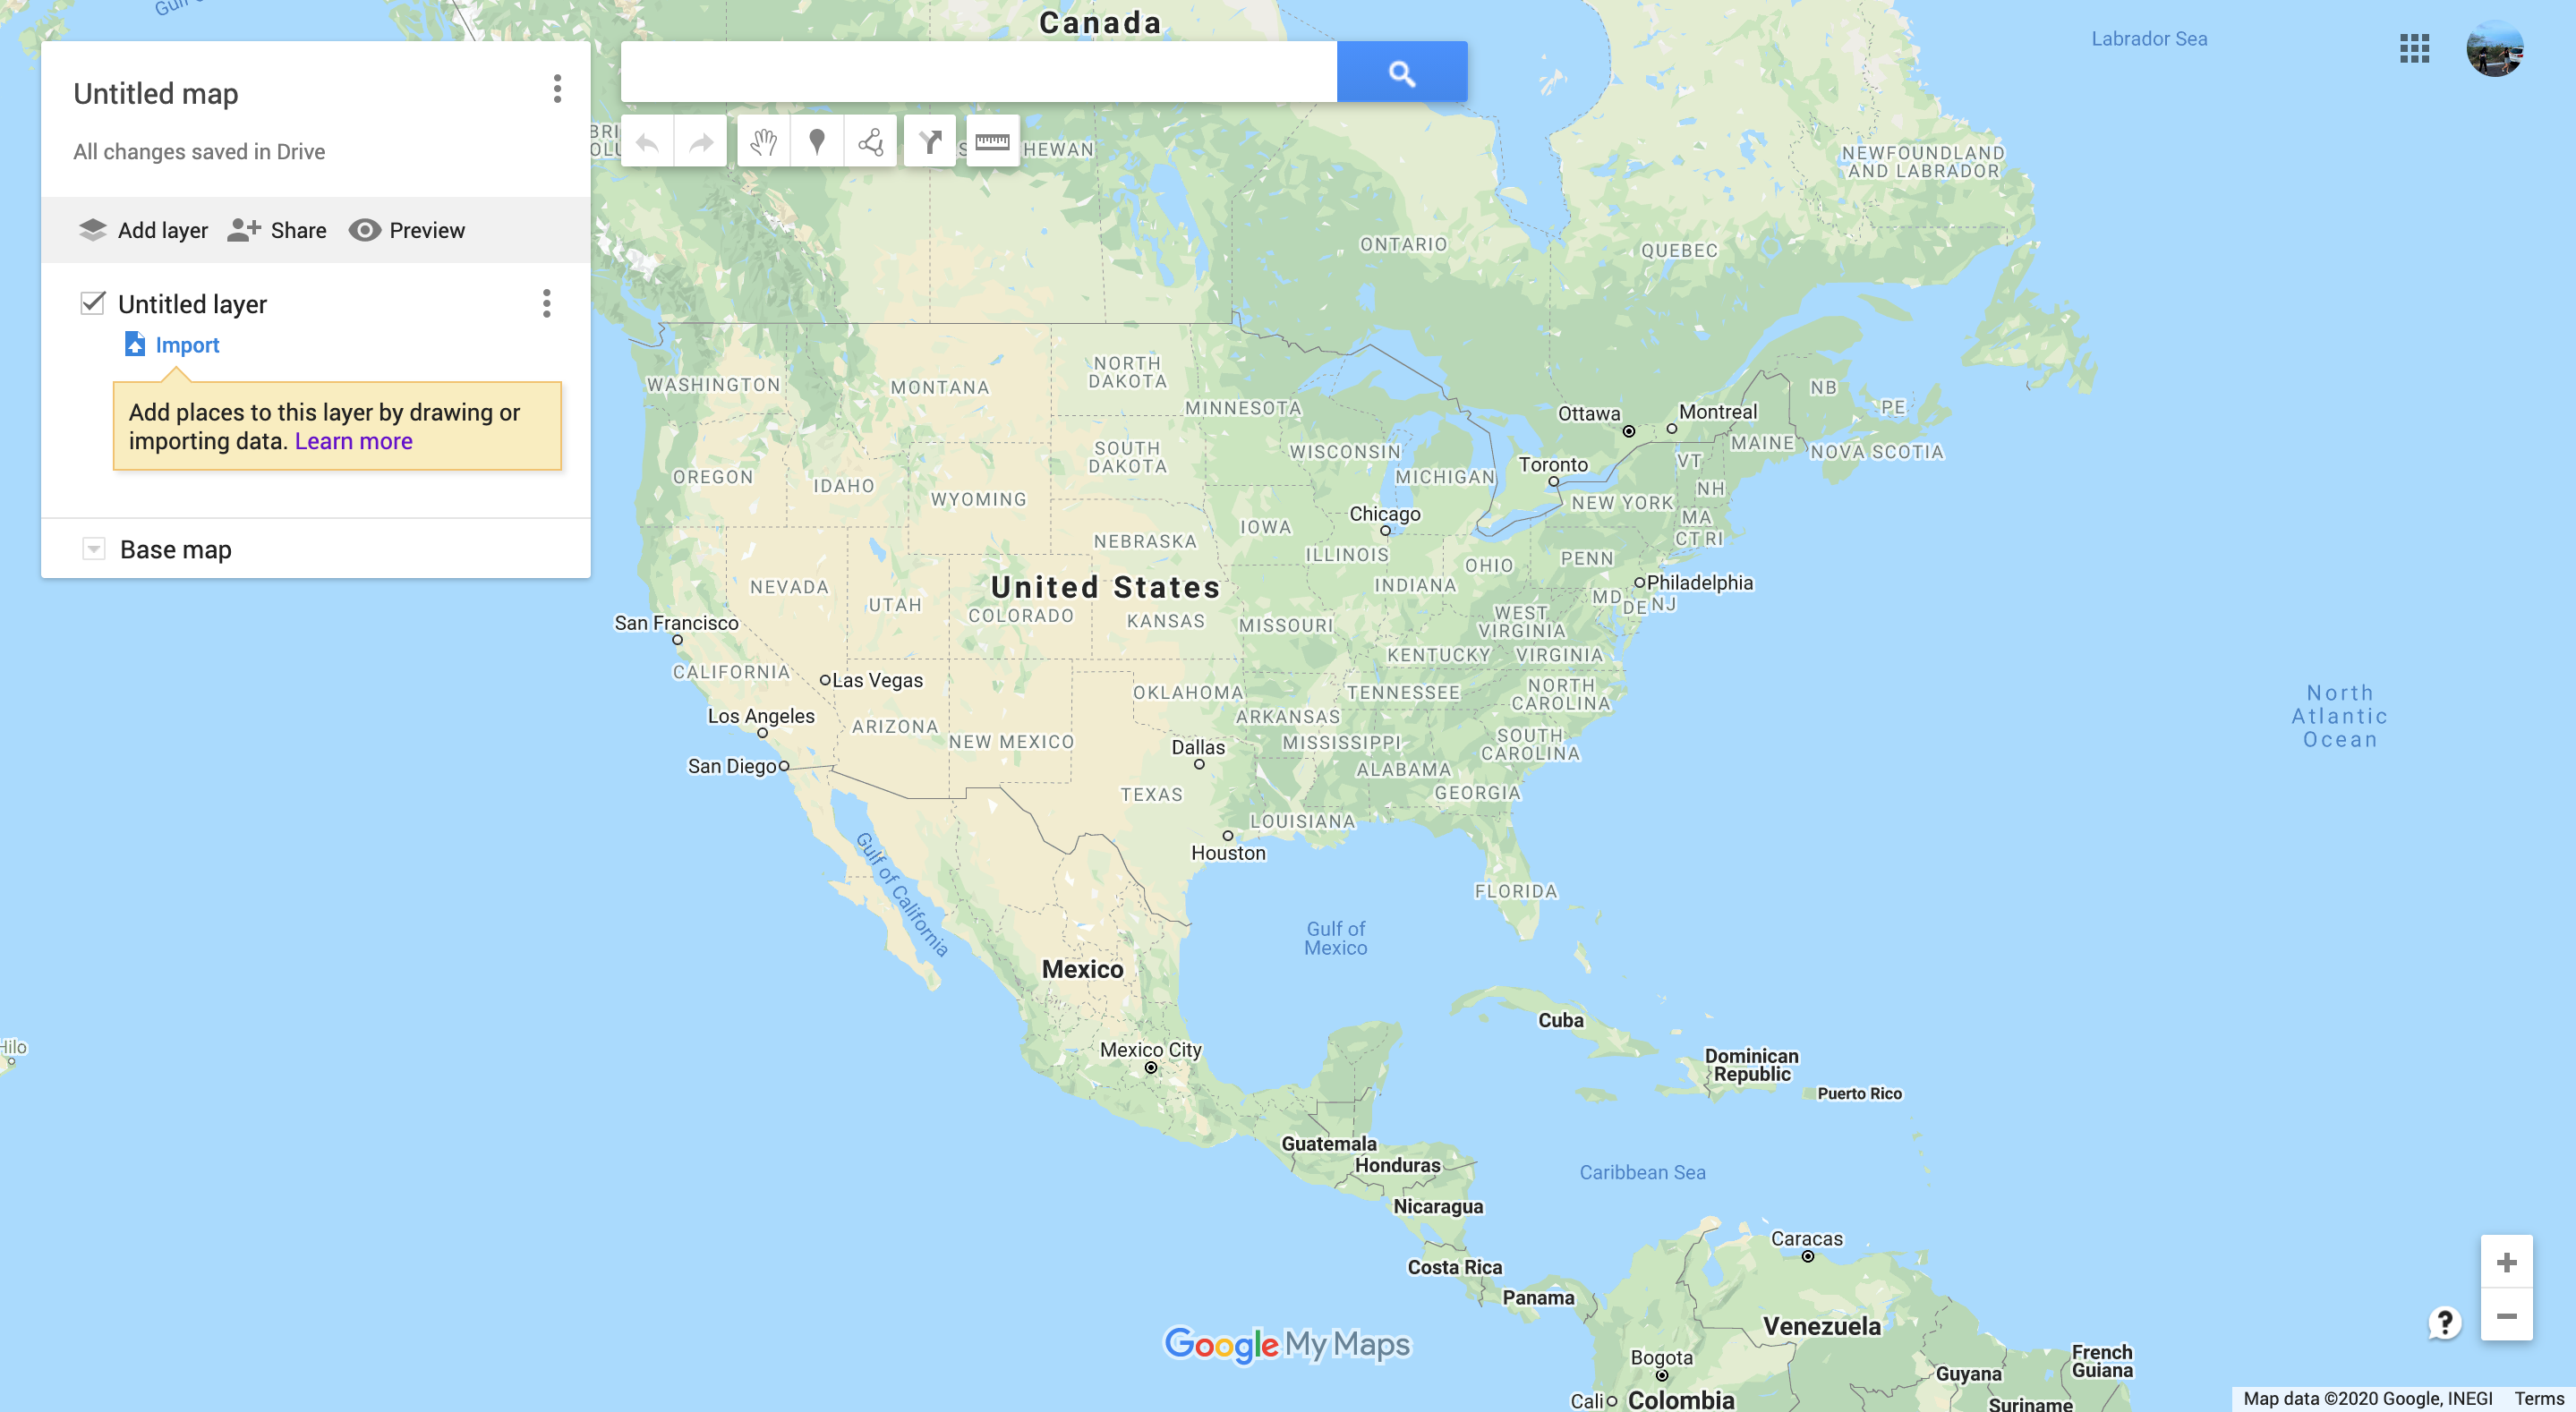 Canada
Labrador Sea
Untitled map
All changes saved in Drive
HEWAN
NEWFOUNDLAND
AND LABRADOR
Add layer
Share
Preview
ONTARIO
QUEBEC
Untitled layer
Import
Add places to this layer by drawing or
importing data. Learn more
Base map
WASHINGTON
MONTANA
NORTH
DAKOTA
MINNESOTA
Ottawa
Montreal
NB
PE
OREGON
IDAHO
WYOMING
SOUTH
DAKOTA
WISCONSIN
MICHIGAN
Toronto
VT
MAINE
NOVA SCOTIA
NH
NEW YORK
MA
CT RI
IOWA
Chicago
NEBRASKA
ILLINOIS
INDIANA
OHIO
PENN
Philadelphia
NEVADA
UTAH
United States
COLORADO
KANSAS
MISSOURI
WEST
VIRGINIA
MD
DE
NJ
San Francisco
CALIFORNIA
Las Vegas
KENTUCKY
VIRGINIA
OKLAHOMA
TENNESSEE
NORTH
CAROLINA
Los Angeles
ARIZONA
NEW MEXICO
ARKANSAS
MISSISSIPPI
SOUTH
CAROLINA
San Diego
Dallas
ALABAMA
GEORGIA
TEXAS
LOUISIANA
Houston
FLORIDA
North
Atlantic
Ocean
Gulf of California
Gulf of
Mexico
Mexico
Cuba
Mexico City
Dominican
Republic
Puerto Rico
Hilo
Guatemala
Honduras
Nicaragua
Caribbean Sea
Costa Rica
Panama
Caracas
Venezuela
Google My Maps
Bogota
Cali
Colombia
Guyana
French
Guiana
Suriname
?
Map data ©2020 Google, INEGI
Terms